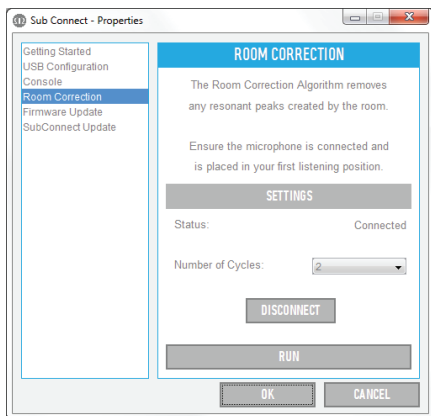 Sub Connect - Properties
Getting Started
USB Configuration
Console
Room Correction
Firmware Update
SubConnect Update
ROOM CORRECTION
The Room Correction Algorithm removes
any resonant peaks created by the room.
Ensure the microphone is connected and
is placed in your first listening position.
SETTINGS
Status: Connected
Number of Cycles: 2
DISCONNECT
RUN
OK CANCEL